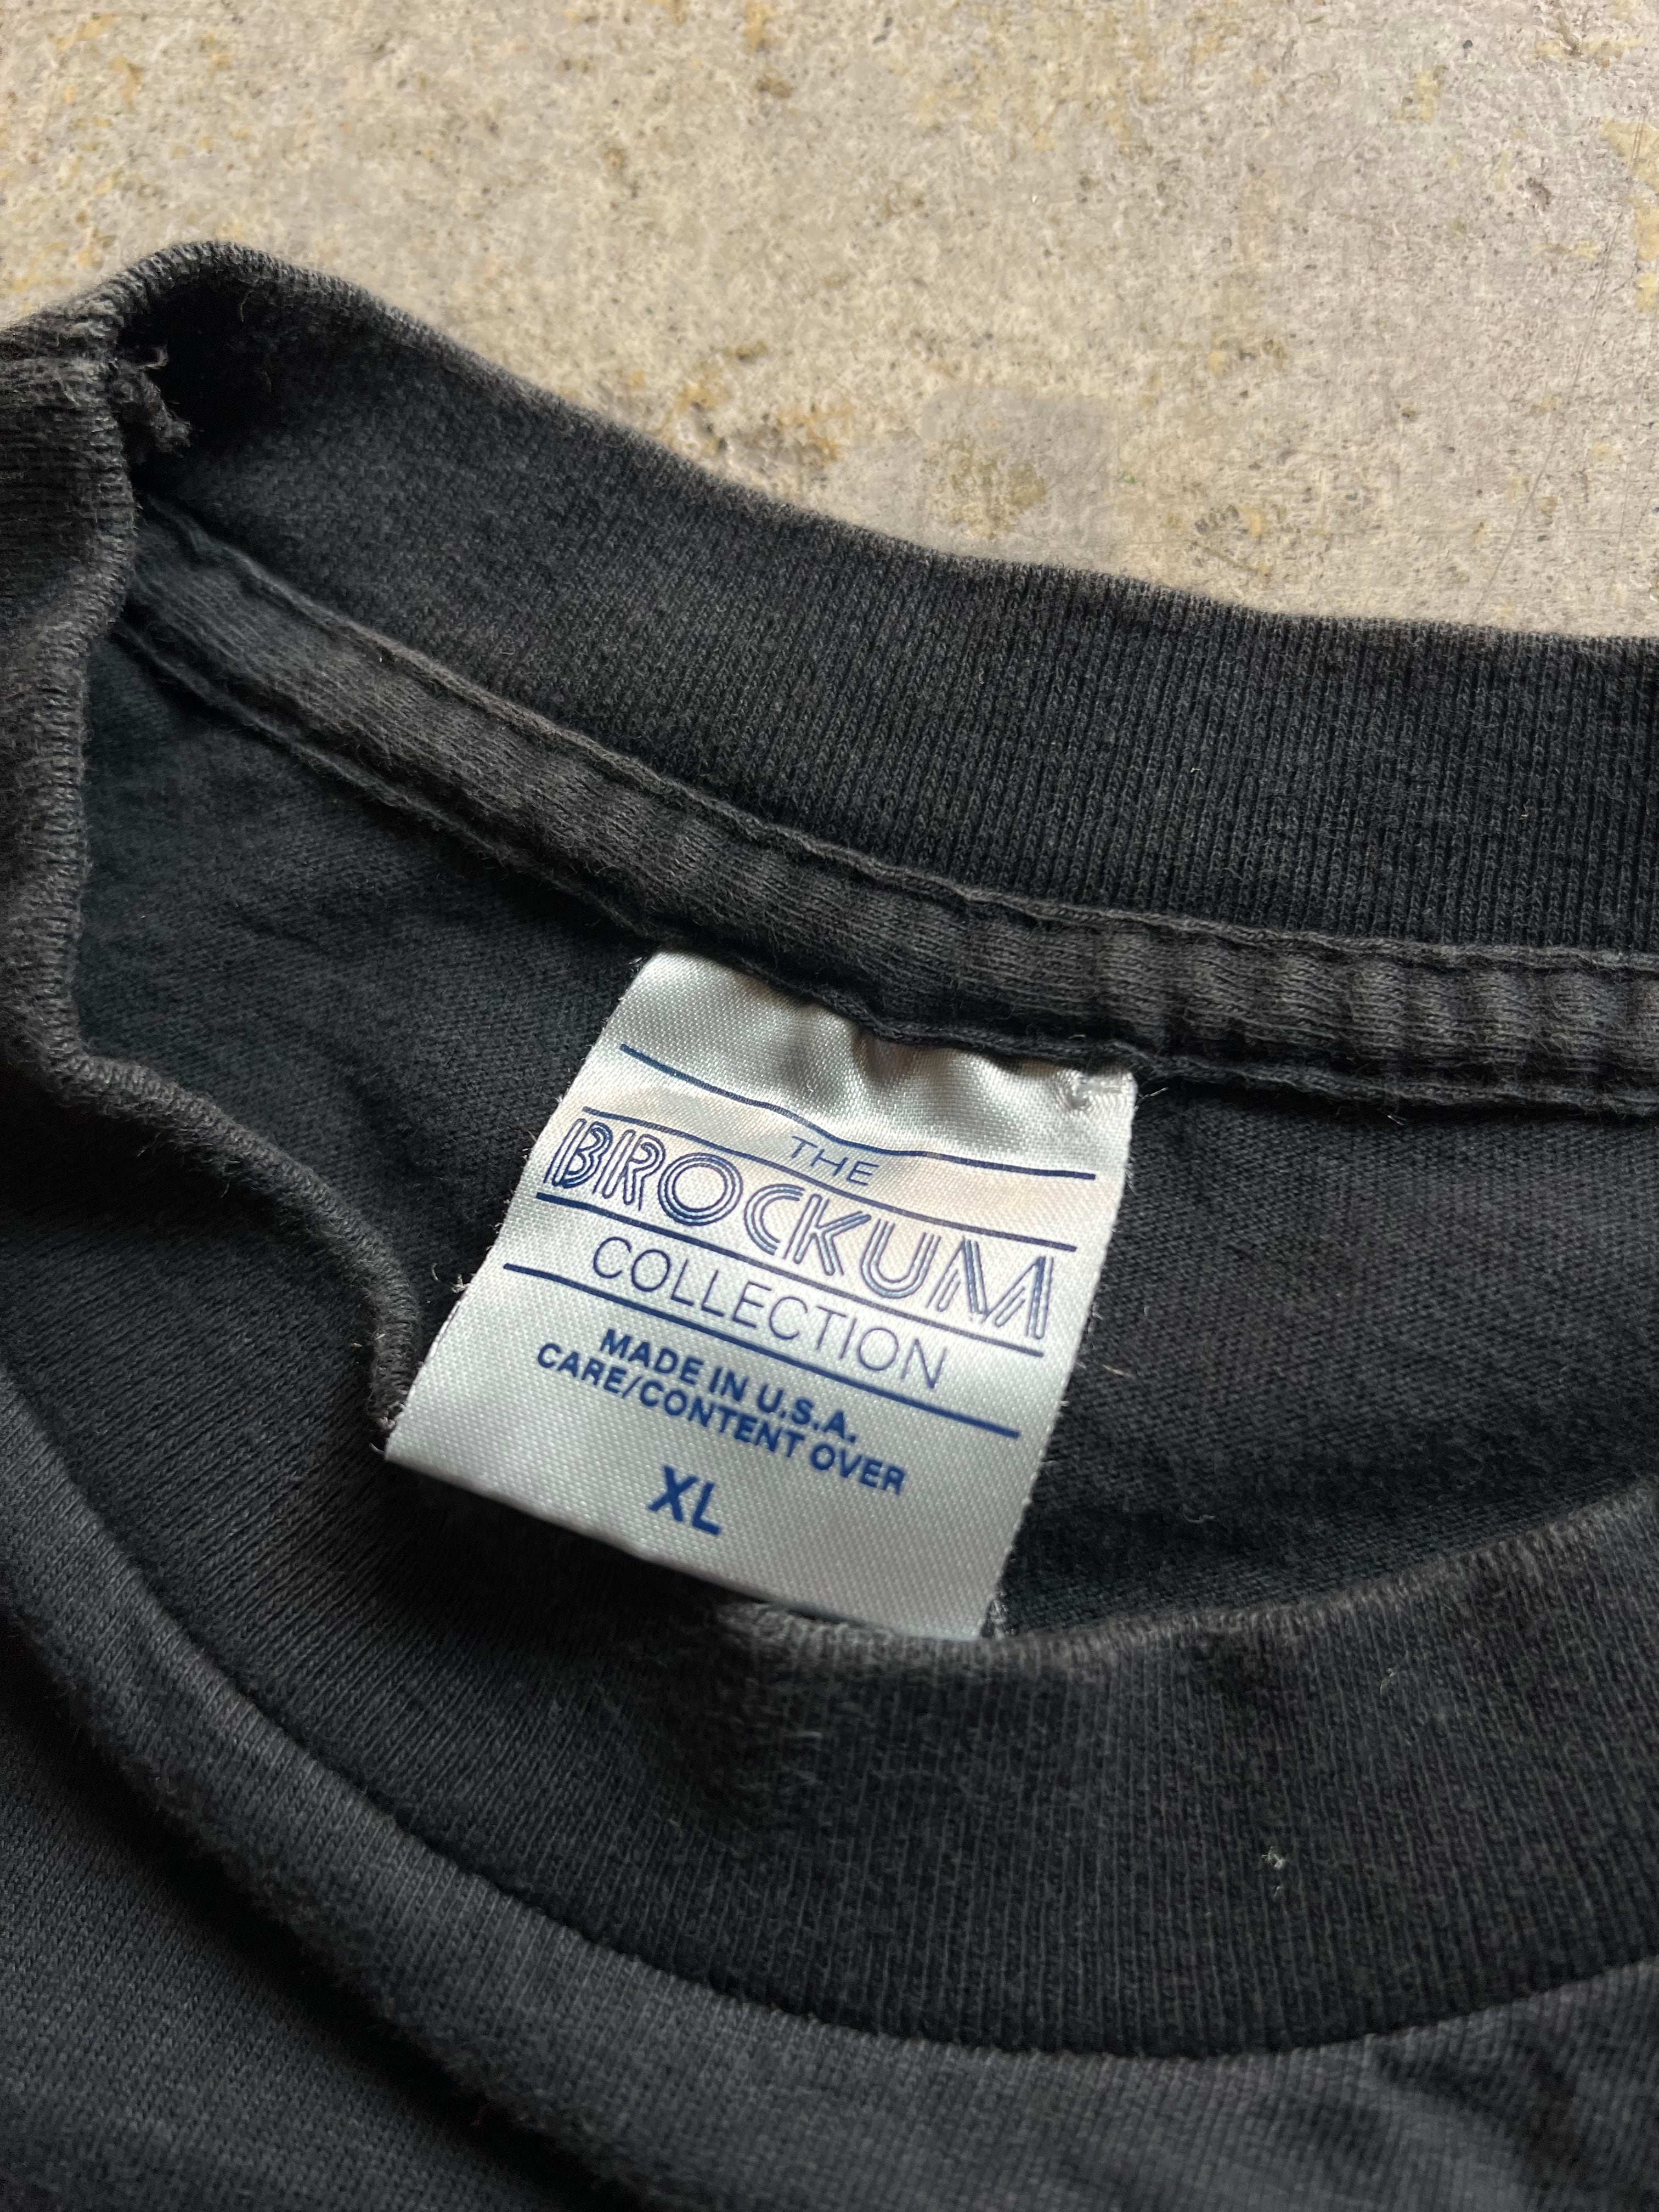 THE
BROCKUM
COLLECTION
MADE IN U.S.A.
CARE/CONTENT OVER
XL